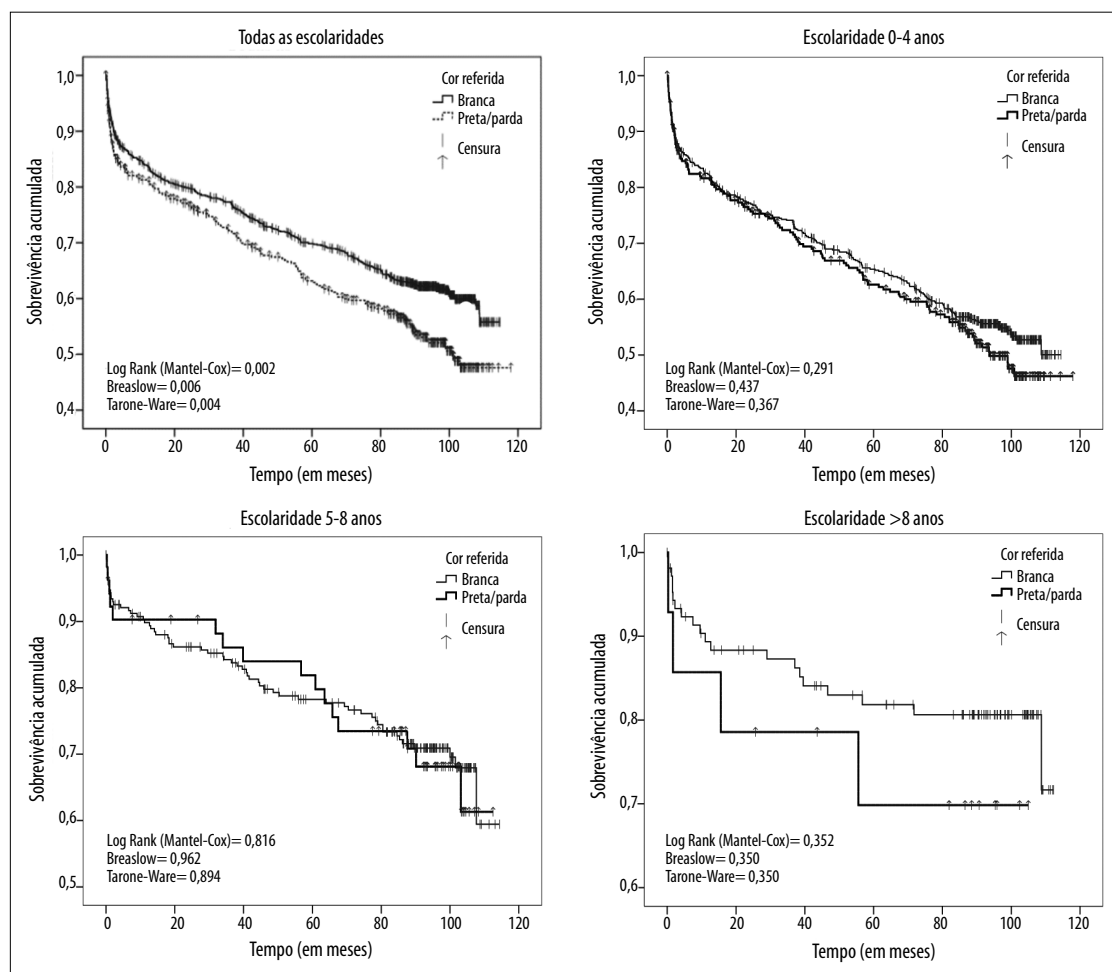 Todas as escolaridades
Sobrevivência acumulada
1,0
0,9
0,8
0,7
0,6
0,5
0,4
Cor referida
Branca
Preta/parda
Censura
Log Rank (Mantel-Cox)= 0,002
Breaslow= 0,006
Tarone-Ware= 0,004
0 20 40 60 80 100 120
Tempo (em meses)
Escolaridade 0-4 anos
Sobrevivência acumulada
1,0
0,9
0,8
0,7
0,6
0,5
0,4
Cor referida
Branca
Preta/parda
Censura
Log Rank (Mantel-Cox)= 0,291
Breaslow= 0,437
Tarone-Ware= 0,367
0 20 40 60 80 100 120
Tempo (em meses)
Escolaridade 5-8 anos
Sobrevivência acumulada
1,0
0,9
0,8
0,7
0,6
0,5
Cor referida
Branca
Preta/parda
Censura
Log Rank (Mantel-Cox)= 0,816
Breaslow= 0,962
Tarone-Ware= 0,894
0 20 40 60 80 100 120
Tempo (em meses)
Escolaridade >8 anos
Sobrevivência acumulada
1,0
0,9
0,8
0,7
0,6
Cor referida
Branca
Preta/parda
Censura
Log Rank (Mantel-Cox)= 0,352
Breaslow= 0,350
Tarone-Ware= 0,350
0 20 40 60 80 100 120
Tempo (em meses)